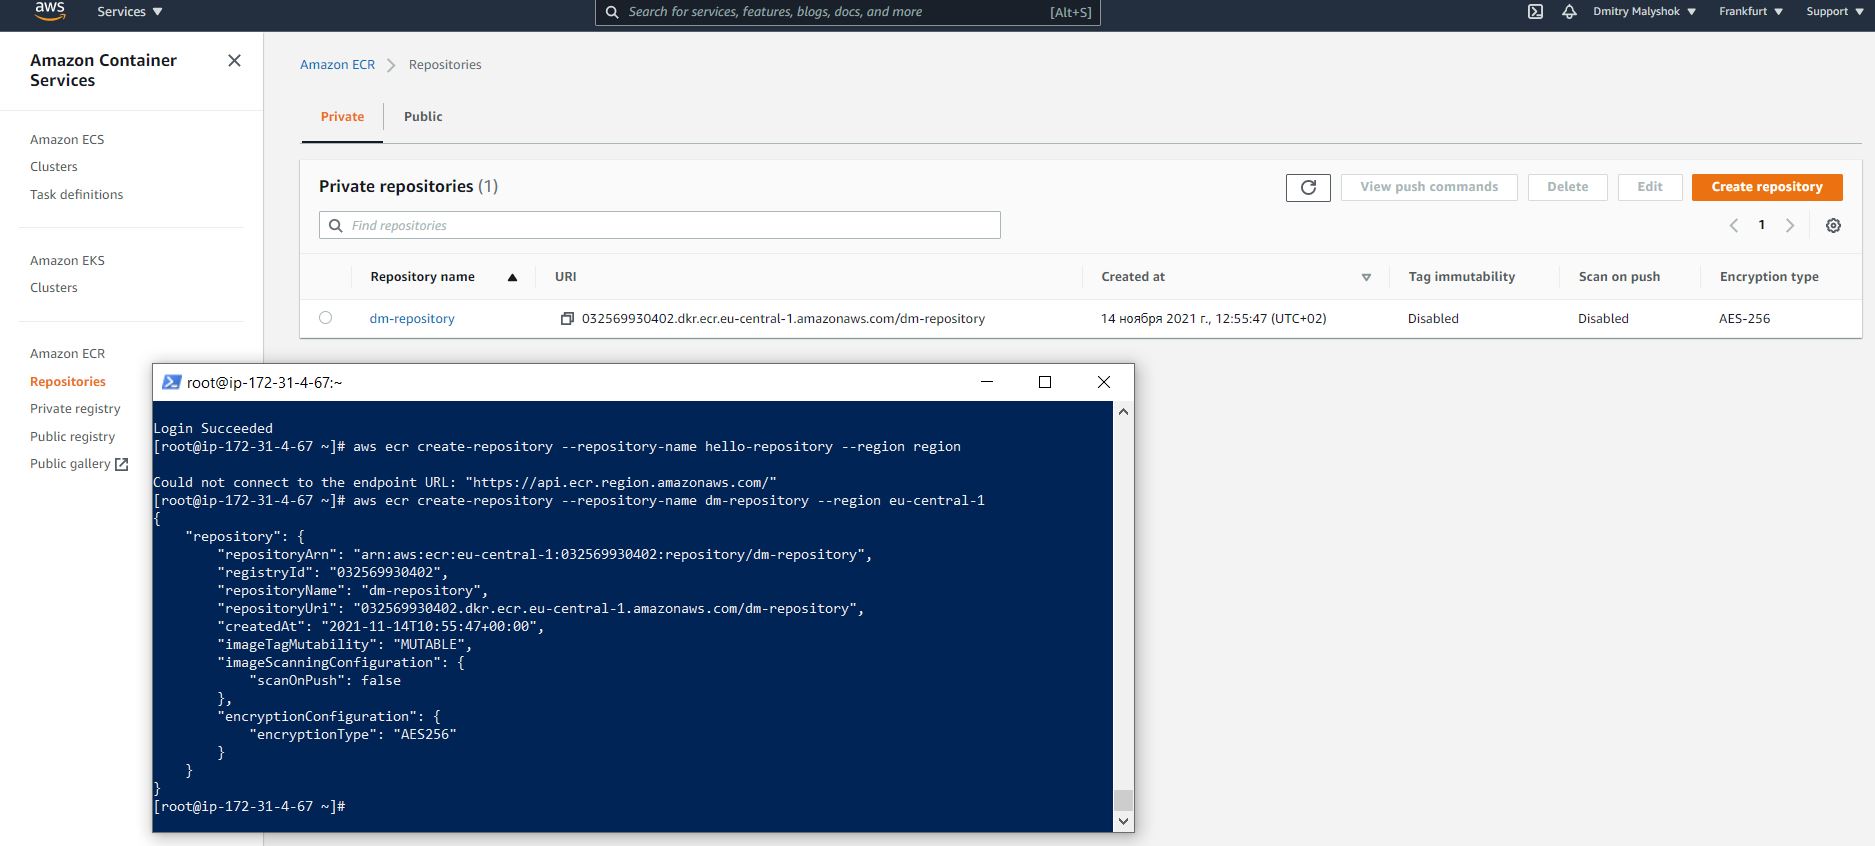 aws
Services
Search for services, features, blogs, docs, and more [Alt+S]
Dmitry Malyshok
Frankfurt
Support
Amazon Container
Services
Amazon ECS
Clusters
Task definitions
Amazon EKS
Clusters
Amazon ECR
Repositories
Private registry
Public registry
Public gallery
Amazon ECR Repositories
Private Public
Private repositories (1)
View push commands Delete Edit Create repository
Find repositories
1
Repository name URI Created at Tag immutability Scan on push Encryption type
dm-repository 032569930402.dkr.ecr.eu-central-1.amazonaws.com/dm-repository 14 ноября 2021 г., 12:55:47 (UTC+02) Disabled Disabled AES-256
root@ip-172-31-4-67:~
Login Succeeded
[root@ip-172-31-4-67 ~]# aws ecr create-repository --repository-name hello-repository --region region
Could not connect to the endpoint URL: "https://api.ecr.region.amazonaws.com/"
[root@ip-172-31-4-67 ~]# aws ecr create-repository --repository-name dm-repository --region eu-central-1
{
    "repository": {
        "repositoryArn": "arn:aws:ecr:eu-central-1:032569930402:repository/dm-repository",
        "registryId": "032569930402",
        "repositoryName": "dm-repository",
        "repositoryUri": "032569930402.dkr.ecr.eu-central-1.amazonaws.com/dm-repository",
        "createdAt": "2021-11-14T10:55:47+00:00",
        "imageTagMutability": "MUTABLE",
        "imageScanningConfiguration": {
            "scanOnPush": false
        },
        "encryptionConfiguration": {
            "encryptionType": "AES256"
        }
    }
}
[root@ip-172-31-4-67 ~]#